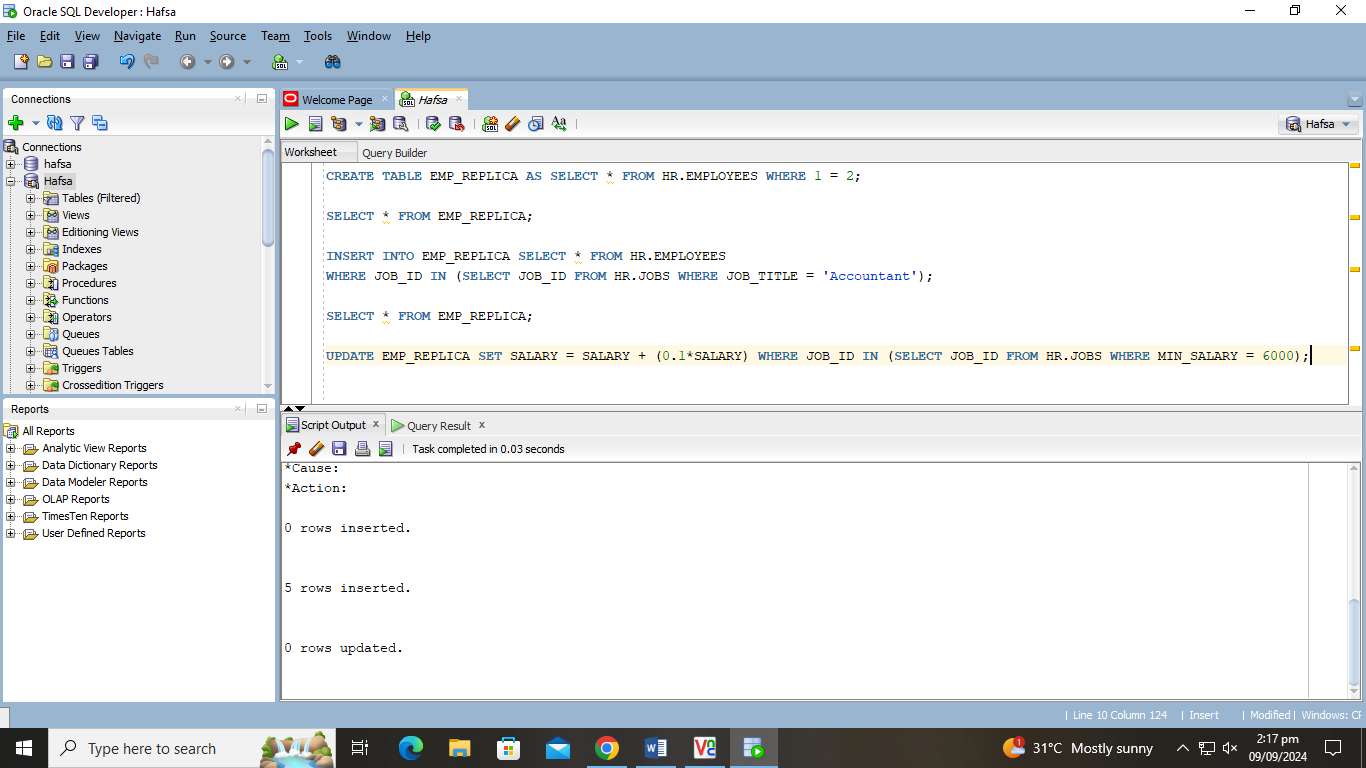 Oracle SQL Developer : Hafsa
File Edit View Navigate Run Source Team Tools Window Help
Connections
Connections
hafsa
Hafsa
Tables (Filtered)
Views
Editioning Views
Indexes
Packages
Procedures
Functions
Operators
Queues
Queues Tables
Triggers
Crossedition Triggers
Reports
All Reports
Analytic View Reports
Data Dictionary Reports
Data Modeler Reports
OLAP Reports
TimesTen Reports
User Defined Reports
Welcome Page Hafsa
Hafsa
Worksheet Query Builder
CREATE TABLE EMP_REPLICA AS SELECT * FROM HR.EMPLOYEES WHERE 1 = 2;
SELECT * FROM EMP_REPLICA;
INSERT INTO EMP_REPLICA SELECT * FROM HR.EMPLOYEES
WHERE JOB_ID IN (SELECT JOB_ID FROM HR.JOBS WHERE JOB_TITLE = 'Accountant');
SELECT * FROM EMP_REPLICA;
UPDATE EMP_REPLICA SET SALARY = SALARY + (0.1*SALARY) WHERE JOB_ID IN (SELECT JOB_ID FROM HR.JOBS WHERE MIN_SALARY = 6000);
Script Output x Query Result x
Task completed in 0.03 seconds
*Cause:
*Action:
0 rows inserted.
5 rows inserted.
0 rows updated.
Line 10 Column 124 | Insert | Modified | Windows: CF
Type here to search
31°C Mostly sunny
2:17 pm
09/09/2024